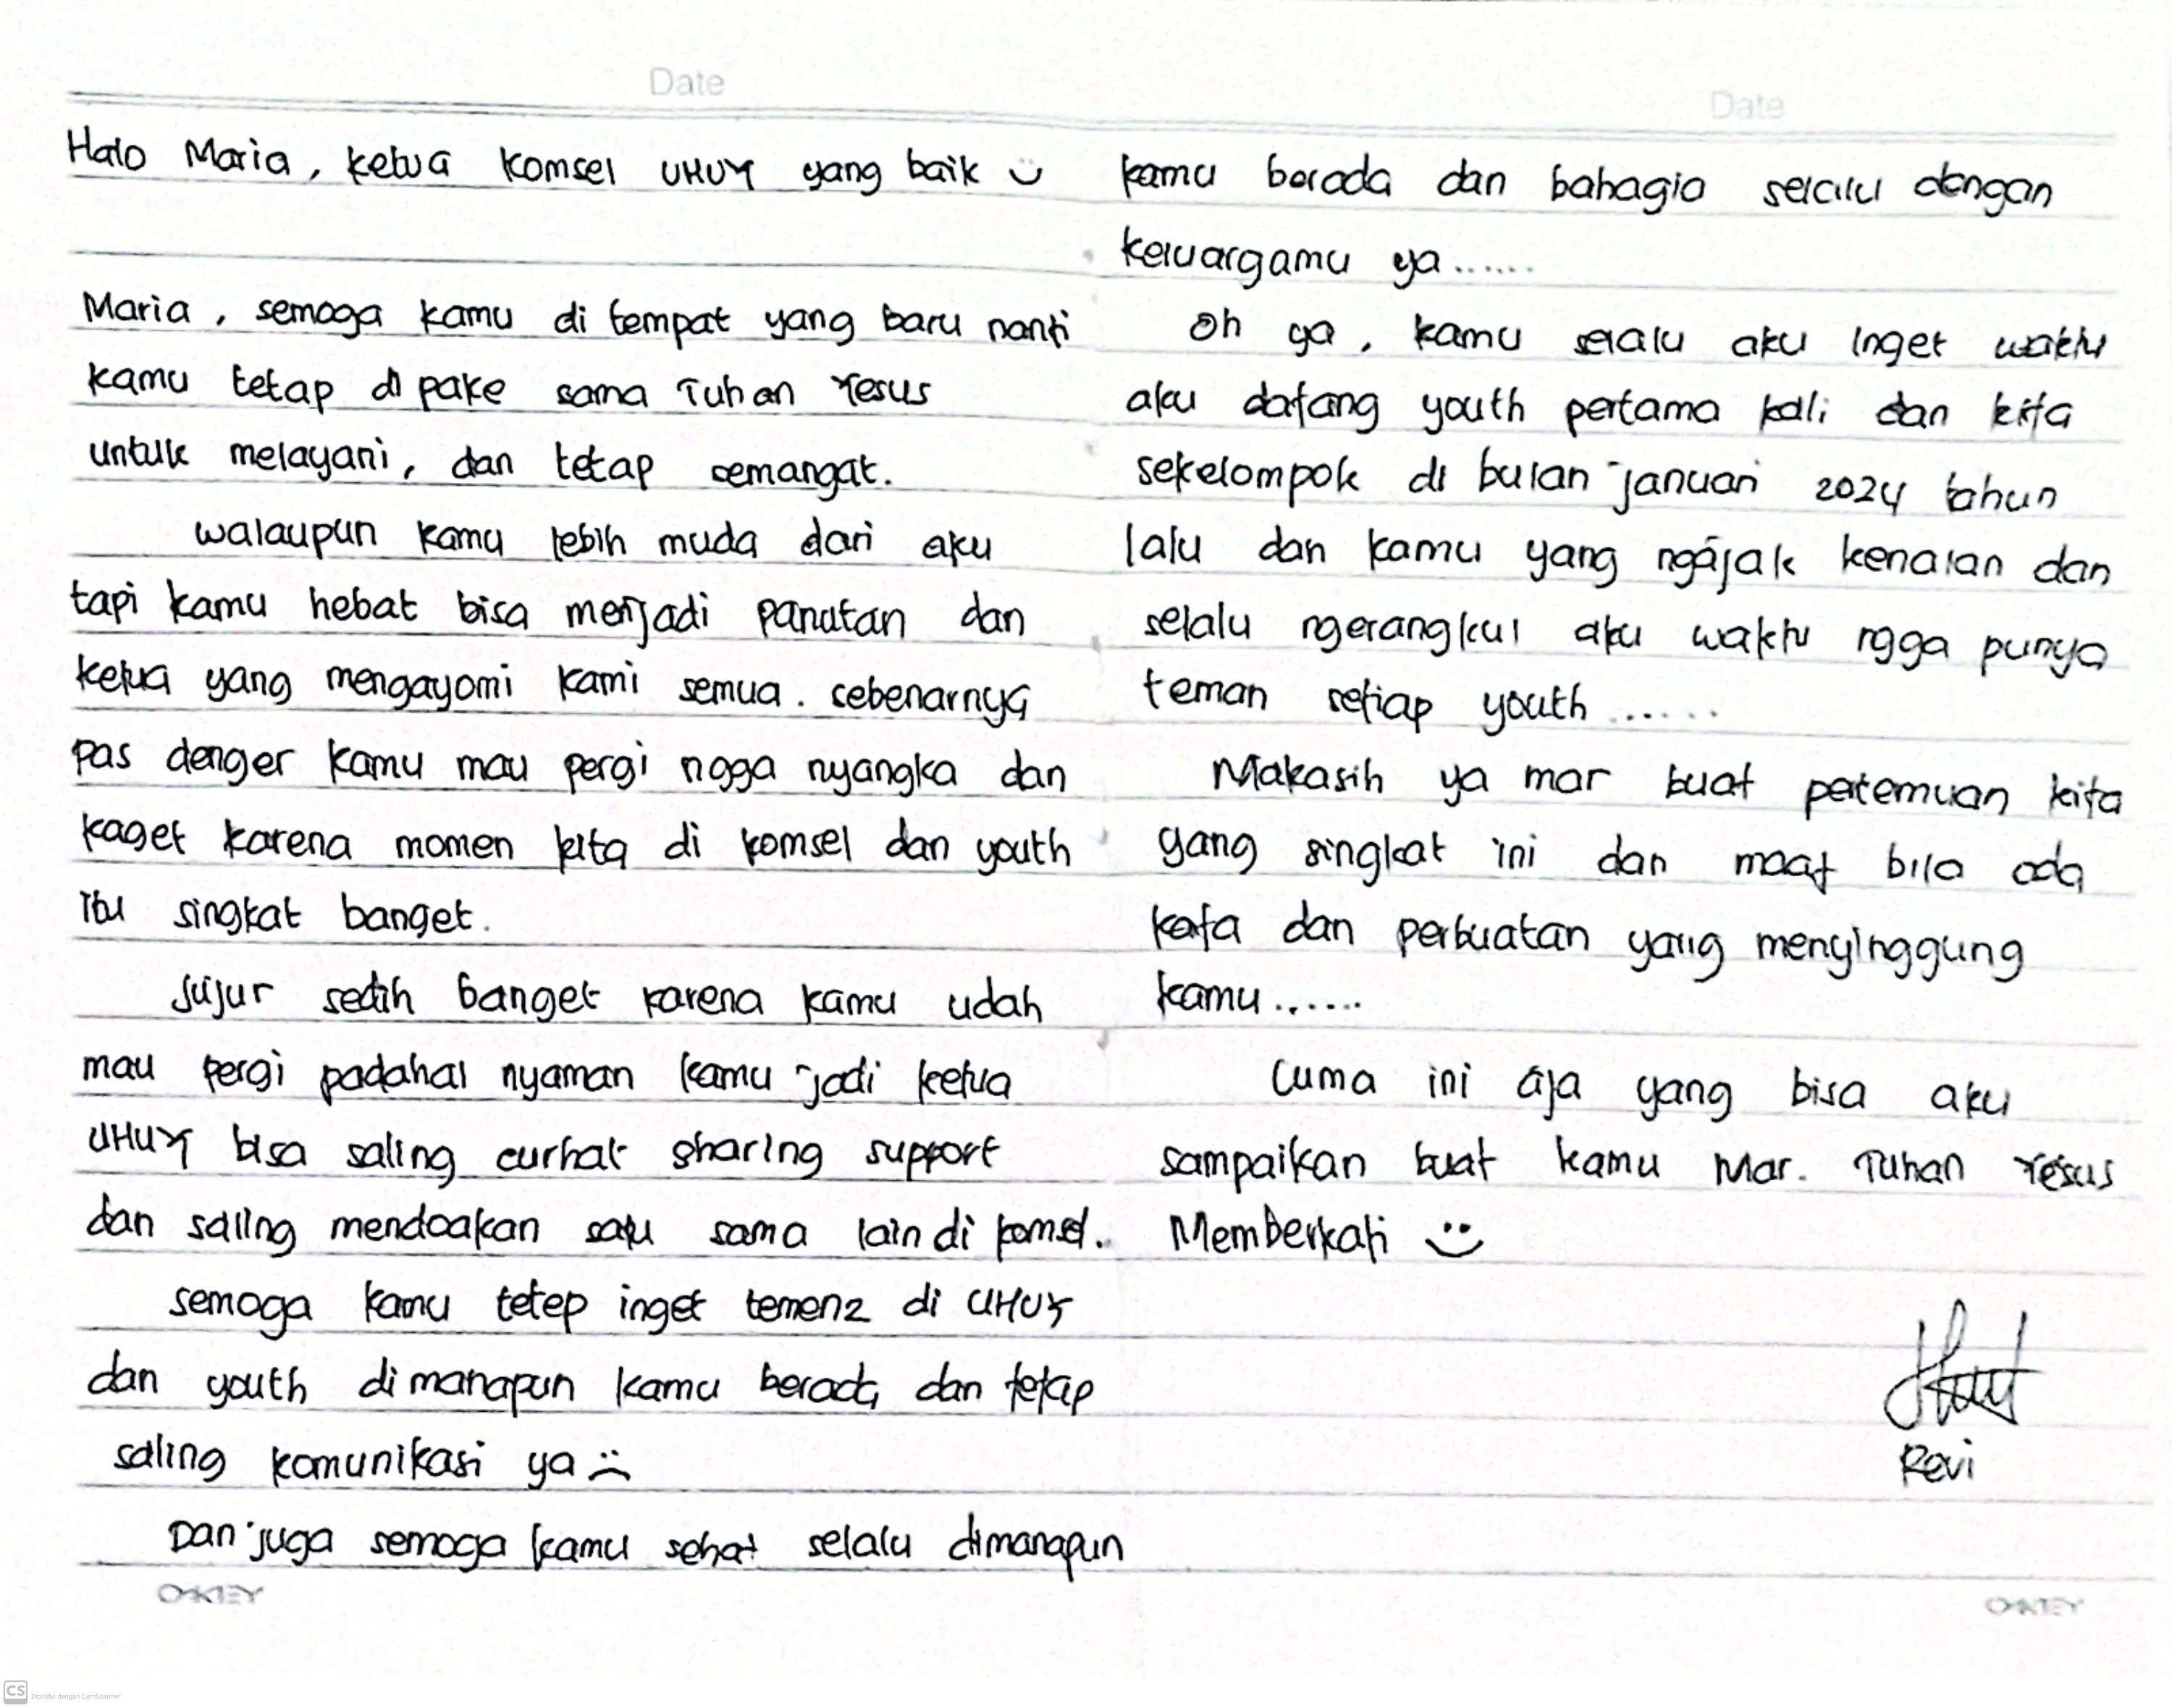 Date
Halo Maria, ketua Komsel UHUY yang baik
Maria, semoga kamu di tempat yang baru nanti
kamu tetap di pake sama Tuhan Yesus
untuk melayani, dan tetap semangat.
walaupun kamu lebih muda dari aku
tapi kamu hebat bisa menjadi panutan dan
ketua yang mengayomi kami semua. sebenarnya
pas denger kamu mau pergi ngga nyangka dan
kaget karena momen kita di komsel dan youth
itu singkat banget.
Jujur sedih banget karena kamu udah
mau pergi padahal nyaman kamu jadi ketua
UHUY bisa saling curhat sharing support
dan saling mendoakan satu sama lain di komsel.
semoga kamu tetep inget temenz di UHUY
dan youth dimanapun kamu berada dan tetap
saling komunikasi ya
Dan juga semoga kamu sehat selalu dimanapun
OKEY
Date
kamu berada dan bahagia selalu dengan
keluargamu ya......
Oh ya, kamu selalu aku inget waktu
aku datang youth pertama kali dan kita
sekelompok di bulan januari 2024 tahun
lalu dan kamu yang ngajak kenalan dan
selalu ngerangkul aku waktu ngga punya
teman setiap youth ......
Makasih ya mar buat pertemuan kita
yang singkat ini dan maaf bila ada
kata dan perbuatan yang menyinggung
kamu......
Cuma ini aja yang bisa aku
sampaikan buat kamu Mar. Tuhan Yesus
Memberkati
Revi
OKEY
CS Dipindai dengan CamScanner